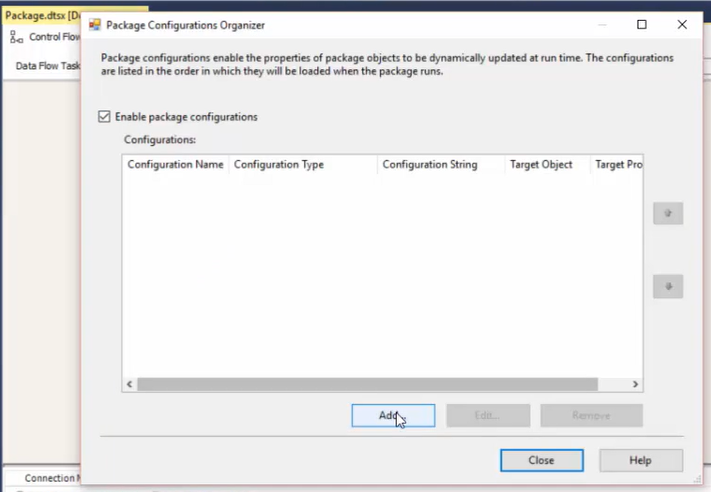 Package.dtsx
Package Configurations Organizer
Control Flow
Data Flow Task
Package configurations enable the properties of package objects to be dynamically updated at run time. The configurations
are listed in the order in which they will be loaded when the package runs.
Enable package configurations
Configurations:
Configuration Name Configuration Type Configuration String Target Object Target Pro
Add...
Edit...
Remove
Close
Help
Connection